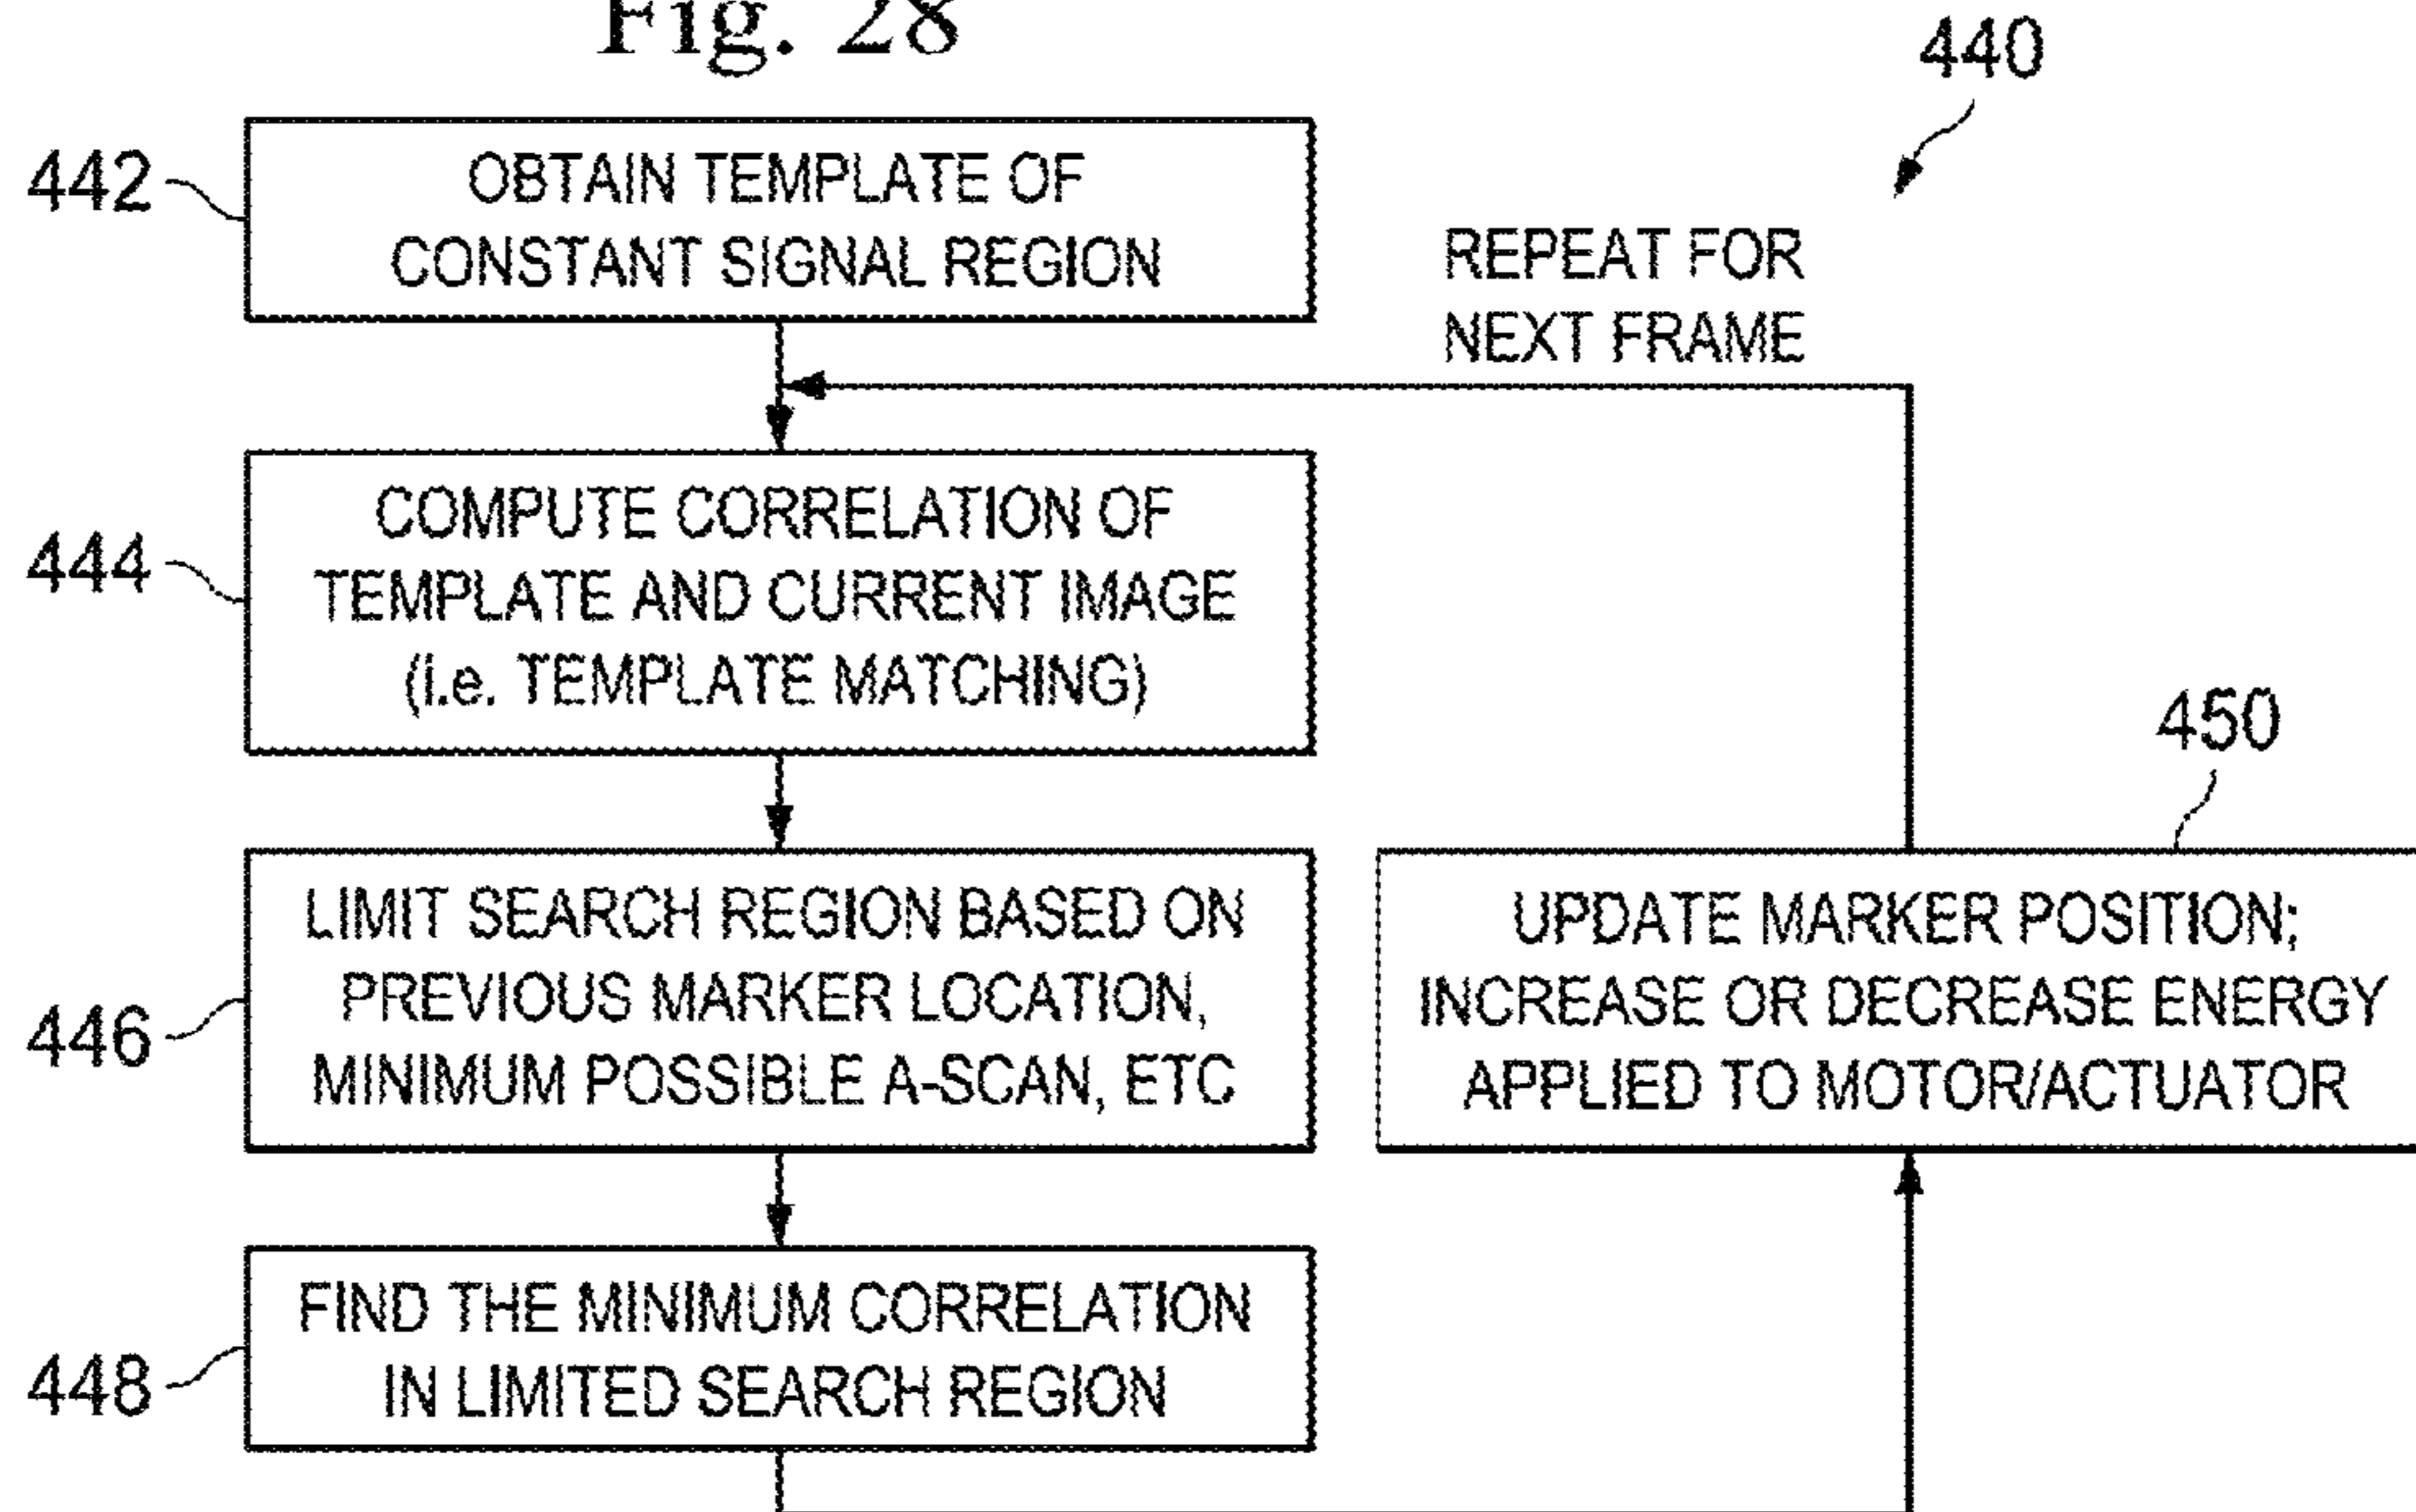 Fig. 28
440
442
OBTAIN TEMPLATE OF
CONSTANT SIGNAL REGION
REPEAT FOR
NEXT FRAME
444
COMPUTE CORRELATION OF
TEMPLATE AND CURRENT IMAGE
(i.e. TEMPLATE MATCHING)
446
LIMIT SEARCH REGION BASED ON
PREVIOUS MARKER LOCATION,
MINIMUM POSSIBLE A-SCAN, ETC
450
UPDATE MARKER POSITION;
INCREASE OR DECREASE ENERGY
APPLIED TO MOTOR/ACTUATOR
448
FIND THE MINIMUM CORRELATION
IN LIMITED SEARCH REGION